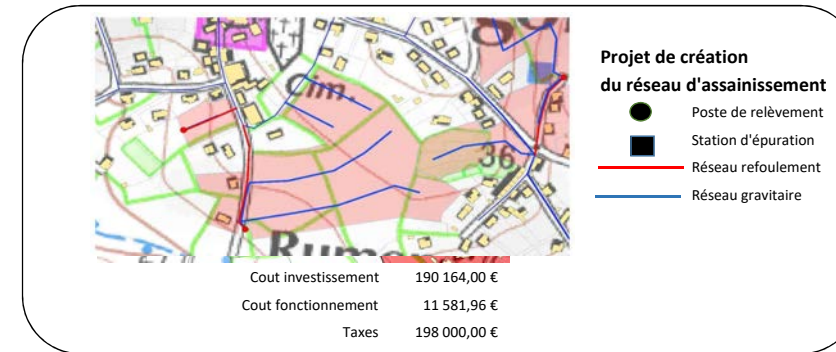 Cim.
36
Projet de création
du réseau d'assainissement
Poste de relèvement
Station d'épuration
Réseau refoulement
Réseau gravitaire
Cout investissement 190 164,00 €
Cout fonctionnement 11 581,96 €
Taxes 198 000,00 €